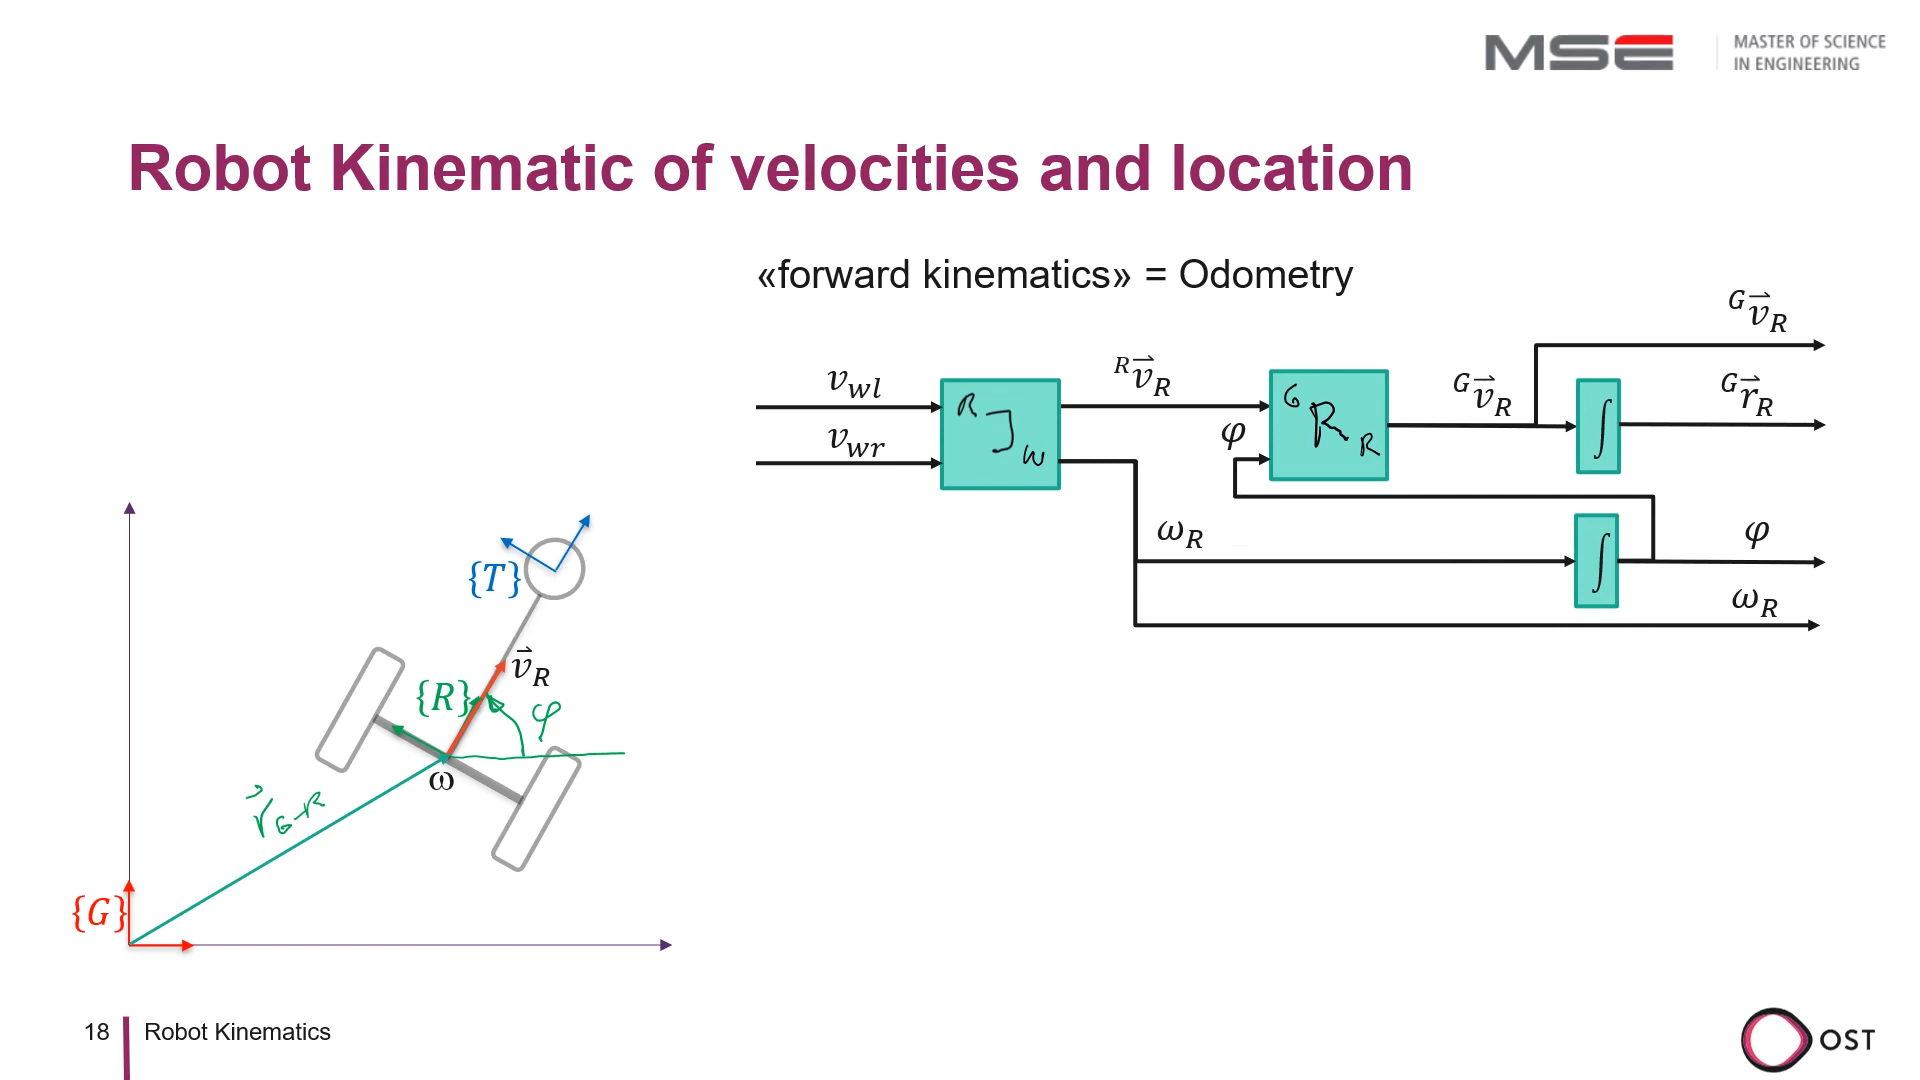 MSE
MASTER OF SCIENCE
IN ENGINEERING
Robot Kinematic of velocities and location
«forward kinematics» = Odometry
v_wl
v_wr
^R J_W
^R v⃗_R
φ
^G R_R
^G v⃗_R
∫
^G v⃗_R
^G r⃗_R
ω_R
∫
φ
ω_R
{T}
v⃗_R
{R}
φ
ω
r⃗_G→R
{G}
18
Robot Kinematics
OST